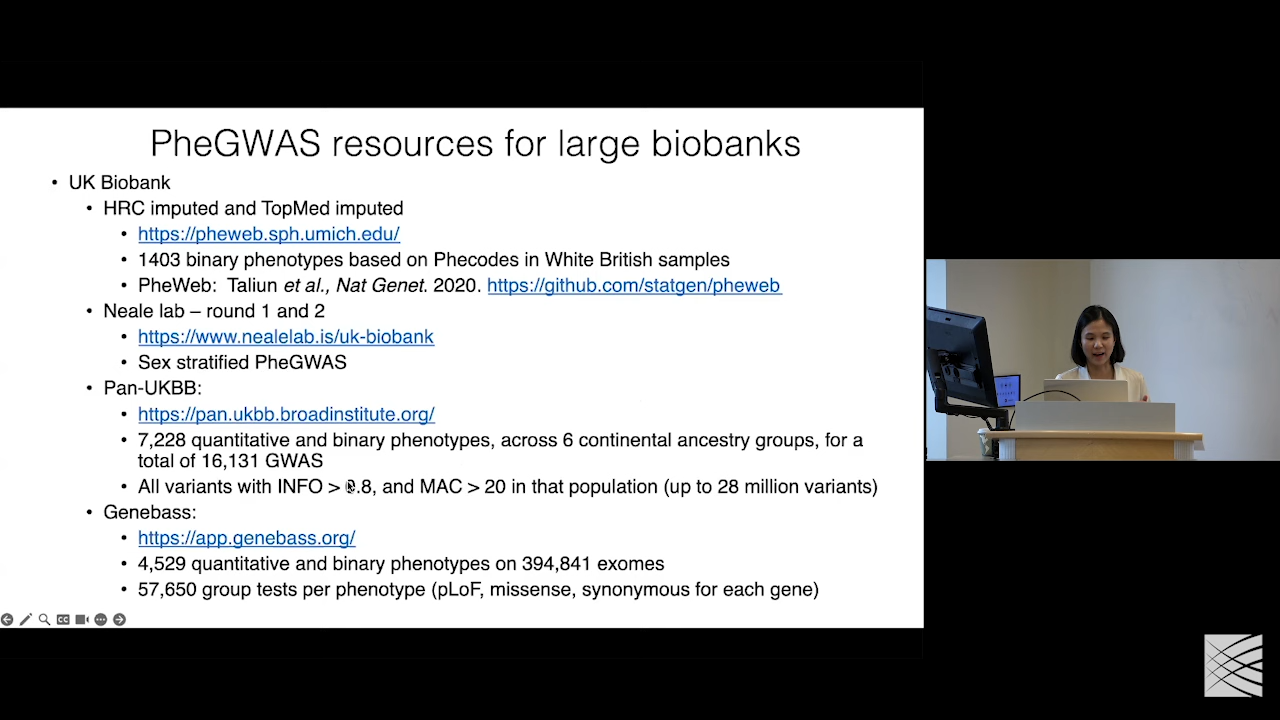 PheGWAS resources for large biobanks
• UK Biobank
• HRC imputed and TopMed imputed
• https://pheweb.sph.umich.edu/
• 1403 binary phenotypes based on Phecodes in White British samples
• PheWeb: Taliun et al., Nat Genet. 2020. https://github.com/statgen/pheweb
• Neale lab – round 1 and 2
• https://www.nealelab.is/uk-biobank
• Sex stratified PheGWAS
• Pan-UKBB:
• https://pan.ukbb.broadinstitute.org/
• 7,228 quantitative and binary phenotypes, across 6 continental ancestry groups, for a
total of 16,131 GWAS
• All variants with INFO > 0.8, and MAC > 20 in that population (up to 28 million variants)
• Genebass:
• https://app.genebass.org/
• 4,529 quantitative and binary phenotypes on 394,841 exomes
• 57,650 group tests per phenotype (pLoF, missense, synonymous for each gene)